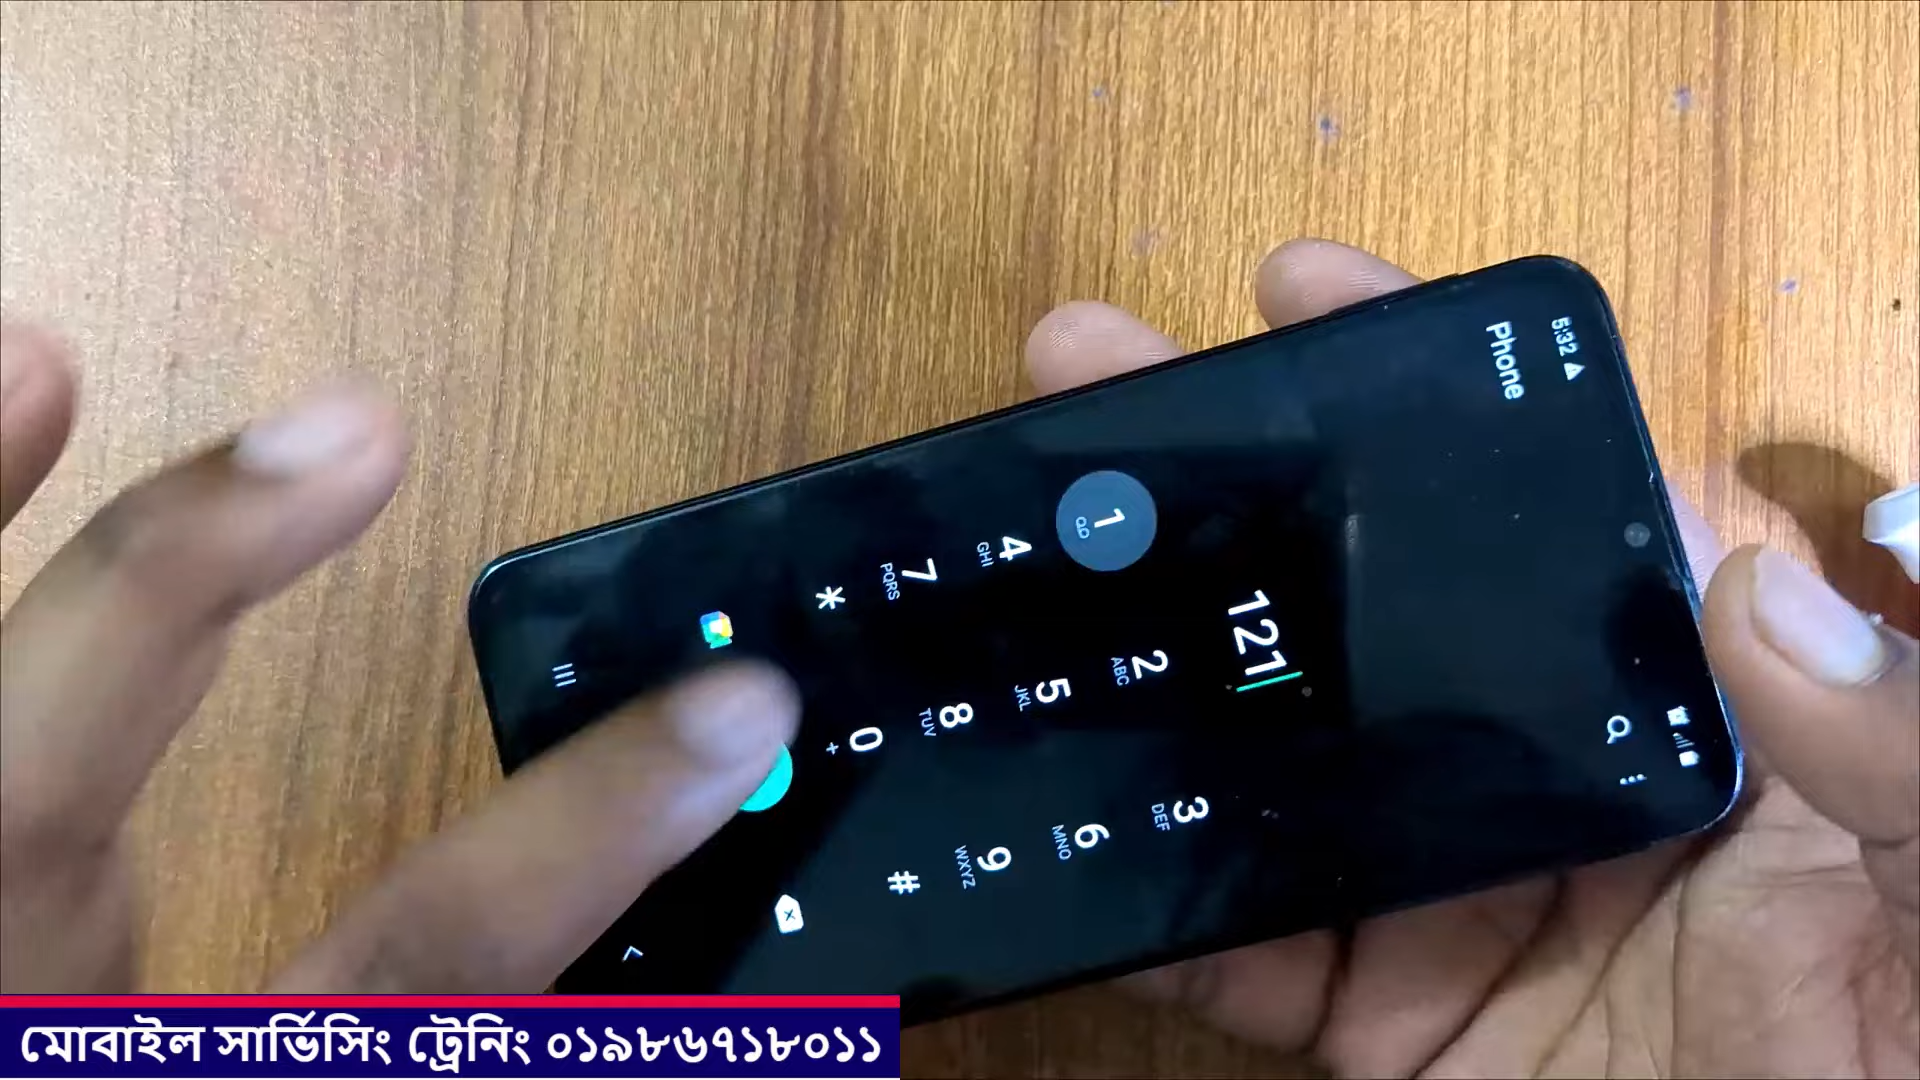 5:32
Phone
121
1
2 ABC
3 DEF
4 GHI
5 JKL
6 MNO
7 PQRS
8 TUV
9 WXYZ
*
0 +
#
মোবাইল সার্ভিসিং ট্রেনিং ০১৯৮৬৭১৮০১১